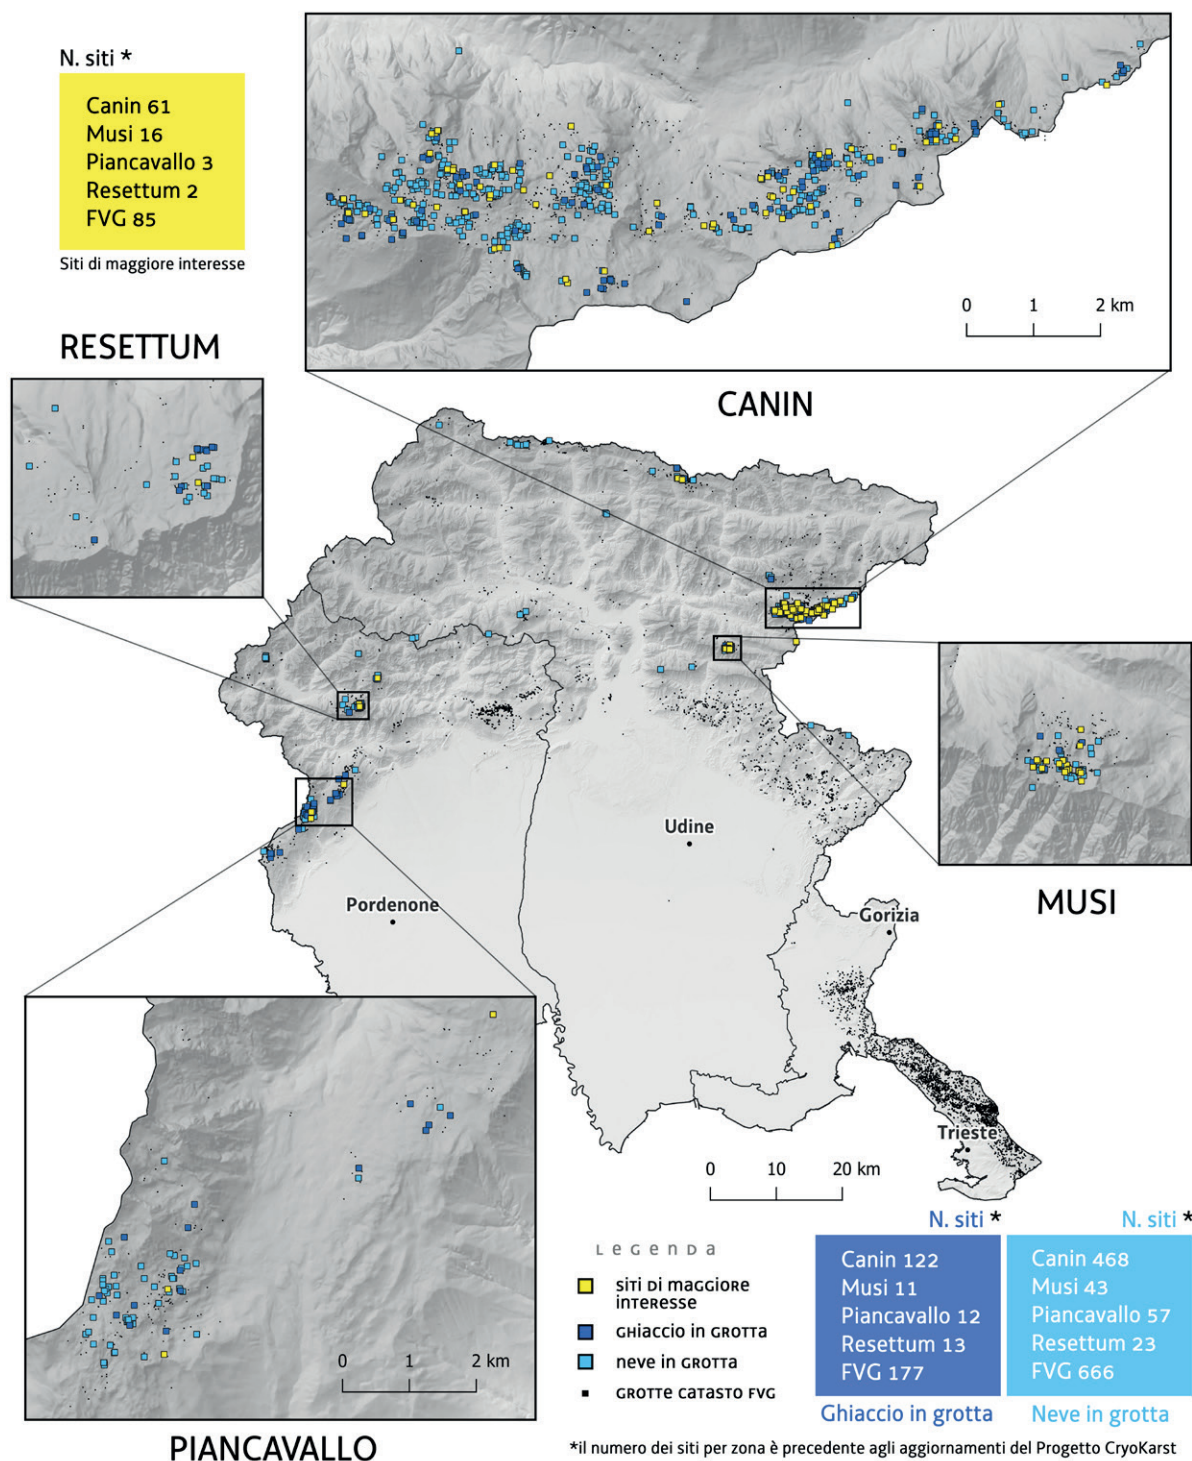 N. siti *
Canin 61
Musi 16
Piancavallo 3
Resettum 2
FVG 85
Siti di maggiore interesse
0 1 2 km
RESETTUM
CANIN
Udine
Pordenone
Gorizia
MUSI
Trieste
0 10 20 km
0 1 2 km
PIANCAVALLO
Legenda
siti di maggiore
interesse
ghiaccio in grotta
neve in grotta
grotte catasto FVG
N. siti *
Canin 122
Musi 11
Piancavallo 12
Resettum 13
FVG 177
Ghiaccio in grotta
N. siti *
Canin 468
Musi 43
Piancavallo 57
Resettum 23
FVG 666
Neve in grotta
*il numero dei siti per zona è precedente agli aggiornamenti del Progetto CryoKarst